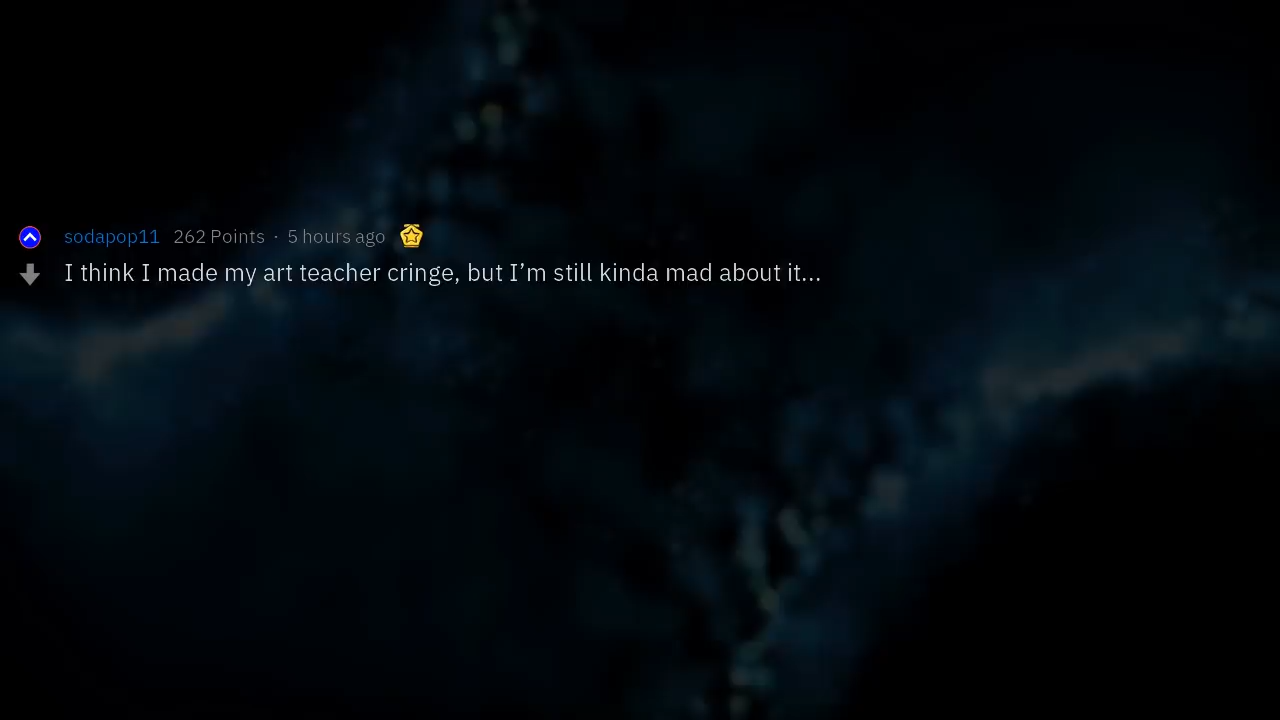 sodapop11 262 Points · 5 hours ago
I think I made my art teacher cringe, but I’m still kinda mad about it...